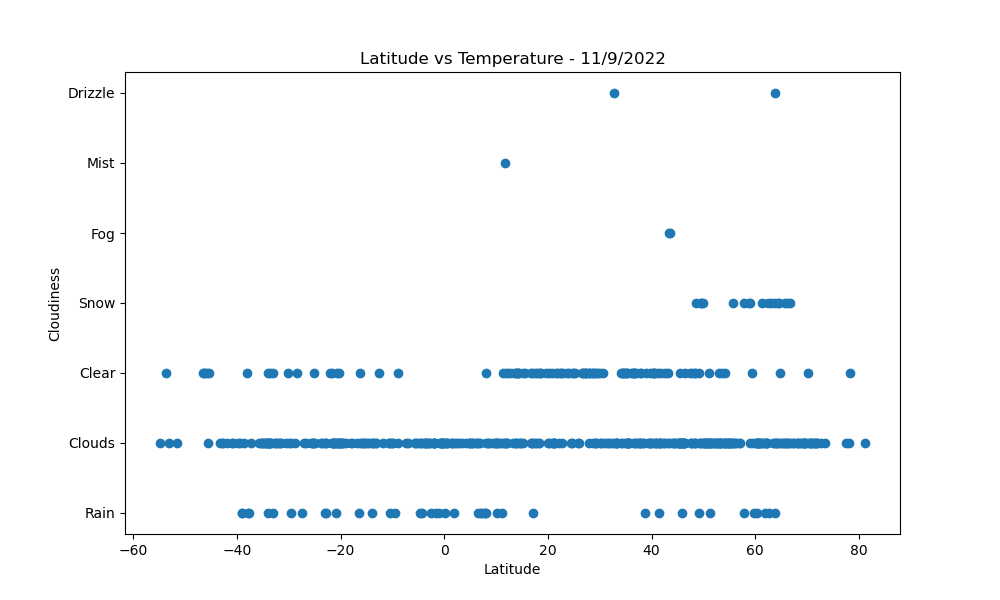 Latitude vs Temperature - 11/9/2022
Drizzle
Mist
Fog
Snow
Clear
Clouds
Rain
Cloudiness
−60 −40 −20 0 20 40 60 80
Latitude